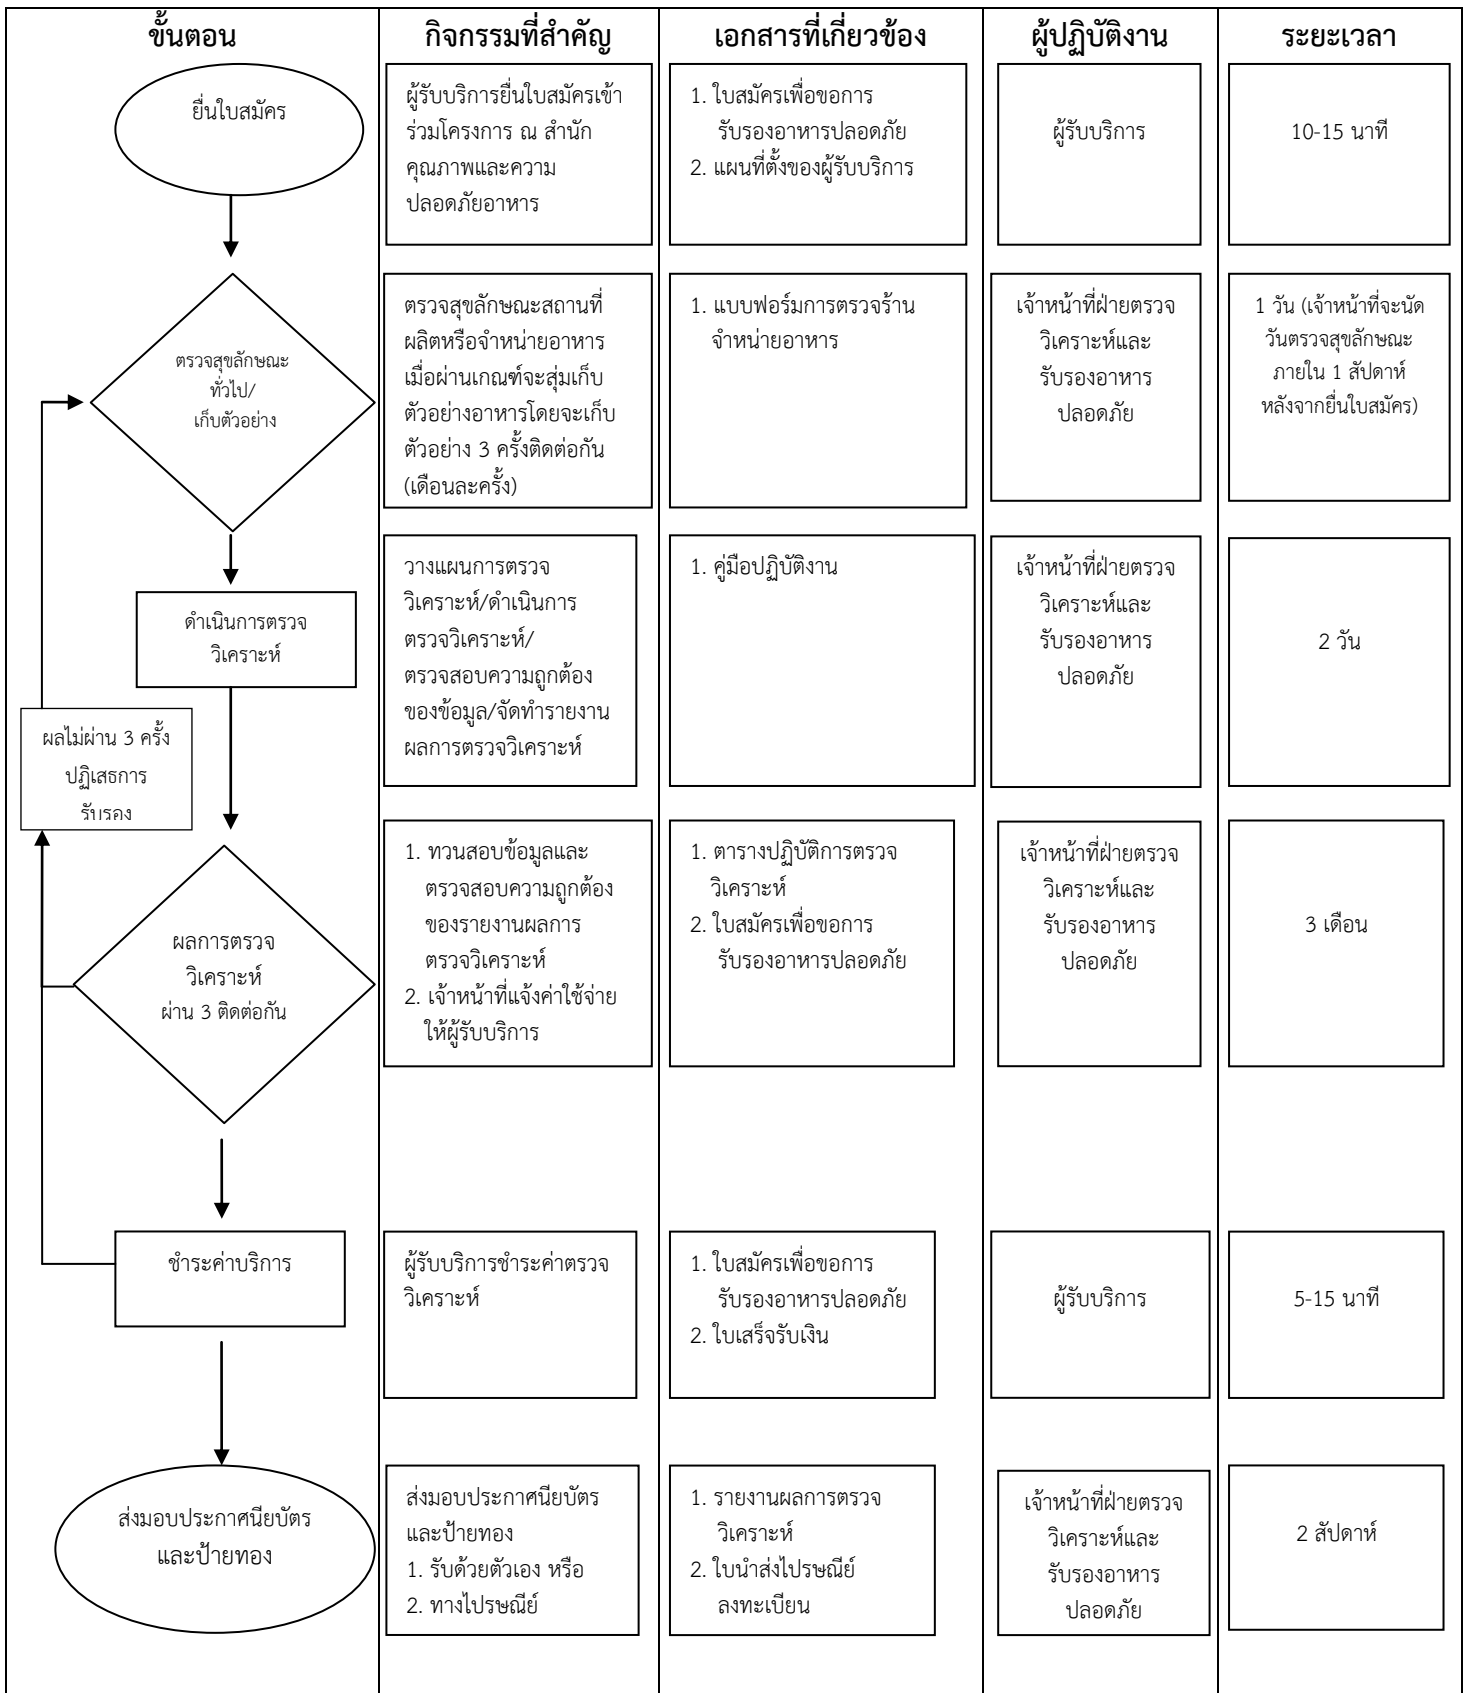 ขั้นตอน
กิจกรรมที่สำคัญ
เอกสารที่เกี่ยวข้อง
ผู้ปฏิบัติงาน
ระยะเวลา
ยื่นใบสมัคร
ผู้รับบริการยื่นใบสมัครเข้า
ร่วมโครงการ ณ สำนัก
คุณภาพและความ
ปลอดภัยอาหาร
1. ใบสมัครเพื่อขอการ
รับรองอาหารปลอดภัย
2. แผนที่ตั้งของผู้รับบริการ
ผู้รับบริการ
10-15 นาที
ตรวจสุขลักษณะ
ทั่วไป/
เก็บตัวอย่าง
ตรวจสุขลักษณะสถานที่
ผลิตหรือจำหน่ายอาหาร
เมื่อผ่านเกณฑ์จะสุ่มเก็บ
ตัวอย่างอาหารโดยจะเก็บ
ตัวอย่าง 3 ครั้งติดต่อกัน
(เดือนละครั้ง)
1. แบบฟอร์มการตรวจร้าน
จำหน่ายอาหาร
เจ้าหน้าที่ฝ่ายตรวจ
วิเคราะห์และ
รับรองอาหาร
ปลอดภัย
1 วัน (เจ้าหน้าที่จะนัด
วันตรวจสุขลักษณะ
ภายใน 1 สัปดาห์
หลังจากยื่นใบสมัคร)
ดำเนินการตรวจ
วิเคราะห์
วางแผนการตรวจ
วิเคราะห์/ดำเนินการ
ตรวจวิเคราะห์/
ตรวจสอบความถูกต้อง
ของข้อมูล/จัดทำรายงาน
ผลการตรวจวิเคราะห์
1. คู่มือปฏิบัติงาน
เจ้าหน้าที่ฝ่ายตรวจ
วิเคราะห์และ
รับรองอาหาร
ปลอดภัย
2 วัน
ผลไม่ผ่าน 3 ครั้ง
ปฏิเสธการ
รับรอง
ผลการตรวจ
วิเคราะห์
ผ่าน 3 ติดต่อกัน
1. ทวนสอบข้อมูลและ
ตรวจสอบความถูกต้อง
ของรายงานผลการ
ตรวจวิเคราะห์
2. เจ้าหน้าที่แจ้งค่าใช้จ่าย
ให้ผู้รับบริการ
1. ตารางปฏิบัติการตรวจ
วิเคราะห์
2. ใบสมัครเพื่อขอการ
รับรองอาหารปลอดภัย
เจ้าหน้าที่ฝ่ายตรวจ
วิเคราะห์และ
รับรองอาหาร
ปลอดภัย
3 เดือน
ชำระค่าบริการ
ผู้รับบริการชำระค่าตรวจ
วิเคราะห์
1. ใบสมัครเพื่อขอการ
รับรองอาหารปลอดภัย
2. ใบเสร็จรับเงิน
ผู้รับบริการ
5-15 นาที
ส่งมอบประกาศนียบัตร
และป้ายทอง
ส่งมอบประกาศนียบัตร
และป้ายทอง
1. รับด้วยตัวเอง หรือ
2. ทางไปรษณีย์
1. รายงานผลการตรวจ
วิเคราะห์
2. ใบนำส่งไปรษณีย์
ลงทะเบียน
เจ้าหน้าที่ฝ่ายตรวจ
วิเคราะห์และ
รับรองอาหาร
ปลอดภัย
2 สัปดาห์